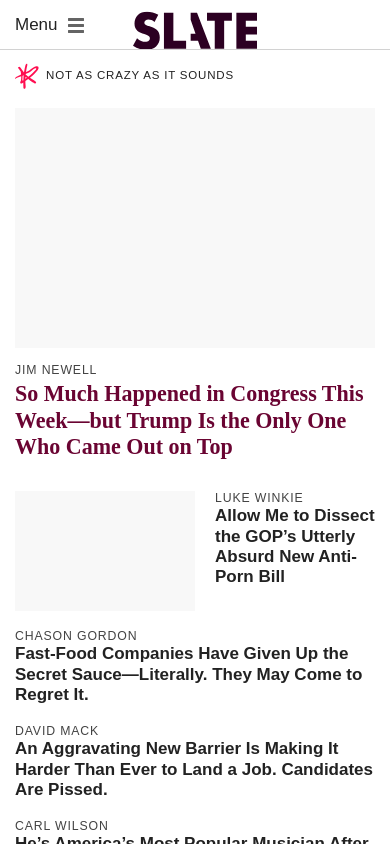 Menu
SLATE
NOT AS CRAZY AS IT SOUNDS
JIM NEWELL
So Much Happened in Congress This
Week—but Trump Is the Only One
Who Came Out on Top
LUKE WINKIE
Allow Me to Dissect
the GOP’s Utterly
Absurd New Anti-
Porn Bill
CHASON GORDON
Fast-Food Companies Have Given Up the
Secret Sauce—Literally. They May Come to
Regret It.
DAVID MACK
An Aggravating New Barrier Is Making It
Harder Than Ever to Land a Job. Candidates
Are Pissed.
CARL WILSON
He’s America’s Most Popular Musician After